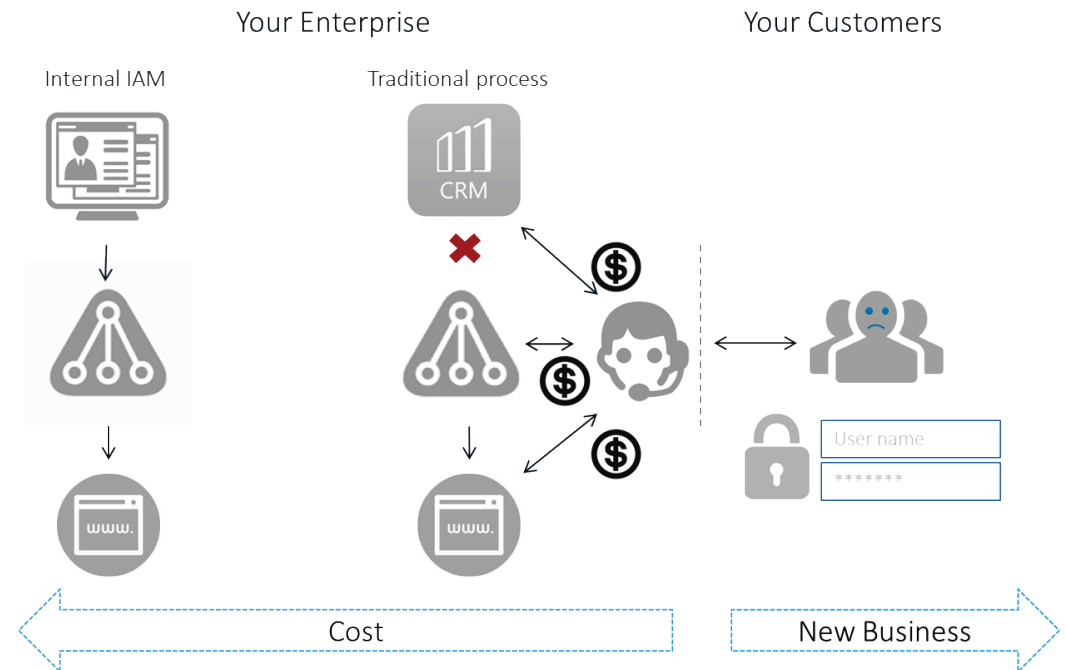 Your Enterprise
Your Customers
Internal IAM
Traditional process
CRM
$
$
$
User name
*******
www.
www.
Cost
New Business